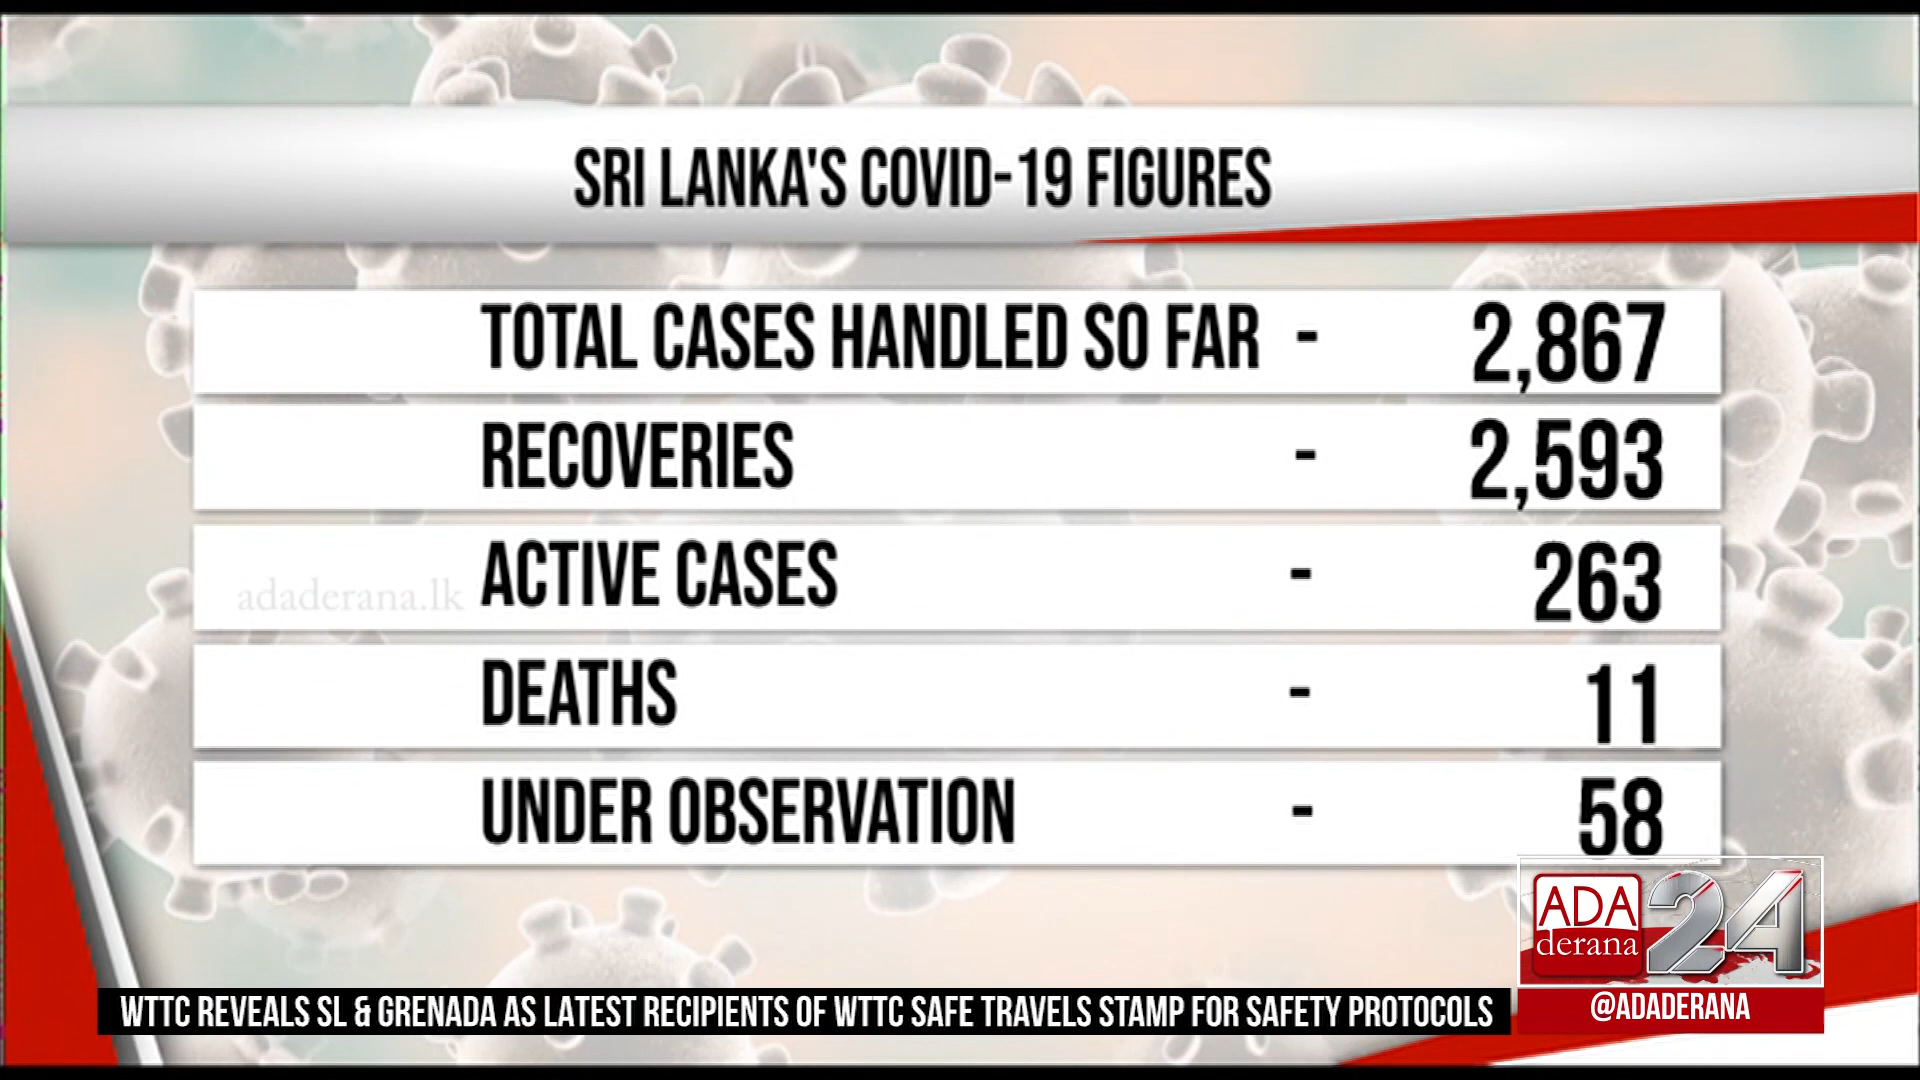 SRI LANKA'S COVID-19 FIGURES
TOTAL CASES HANDLED SO FAR - 2,867
RECOVERIES - 2,593
ACTIVE CASES - 263
adaderana.lk
DEATHS - 11
UNDER OBSERVATION - 58
ADA derana 24
WTTC REVEALS SL & GRENADA AS LATEST RECIPIENTS OF WTTC SAFE TRAVELS STAMP FOR SAFETY PROTOCOLS
@ADADERANA